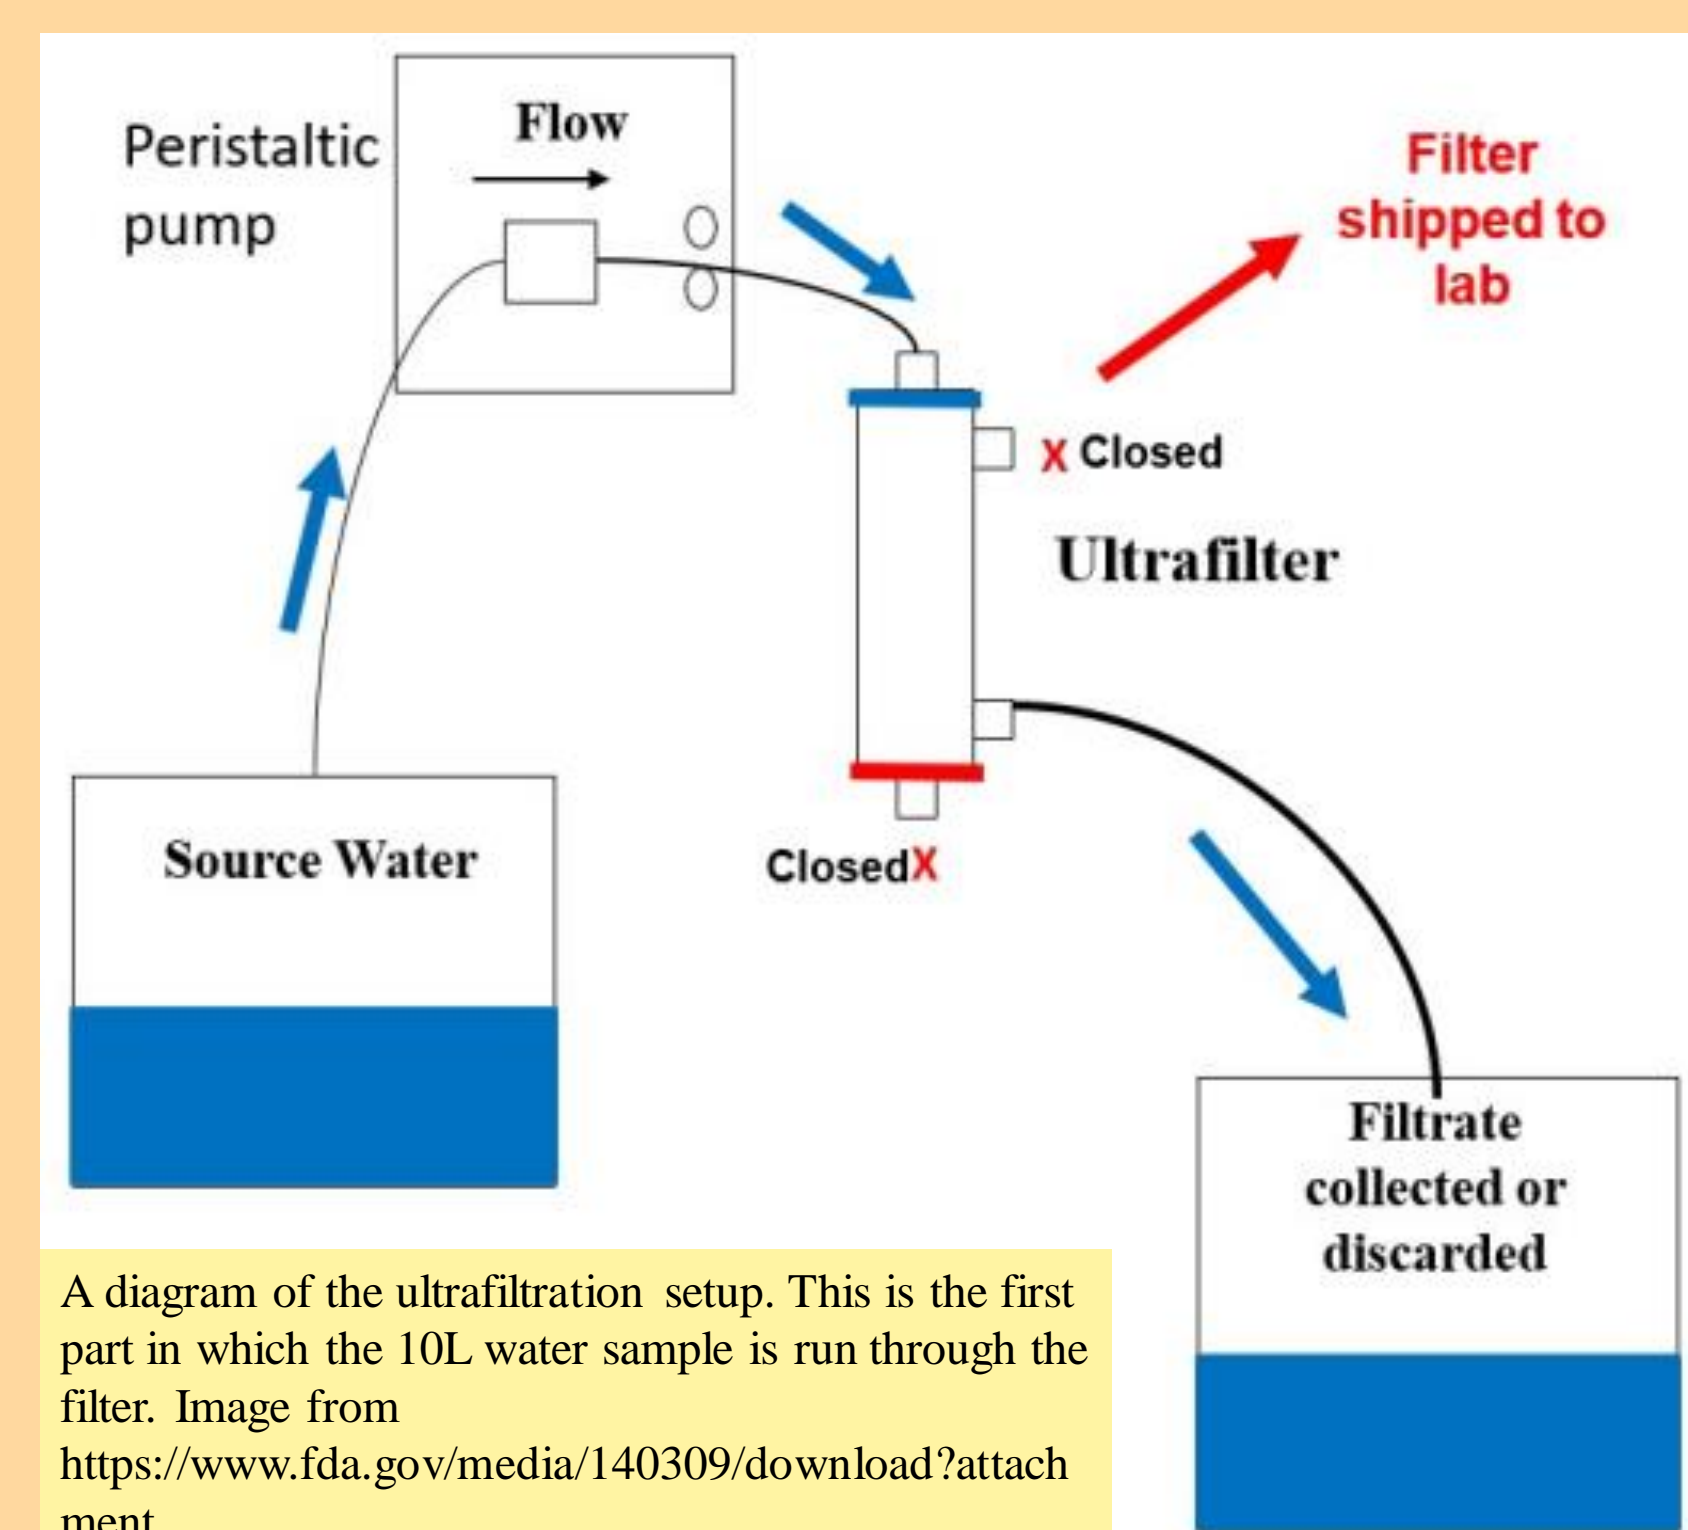 Peristaltic
pump
Flow
Filter
shipped to
lab
X Closed
Ultrafilter
ClosedX
Source Water
Filtrate
collected or
discarded
A diagram of the ultrafiltration setup. This is the first
part in which the 10L water sample is run through the
filter. Image from
https://www.fda.gov/media/140309/download?attach
ment